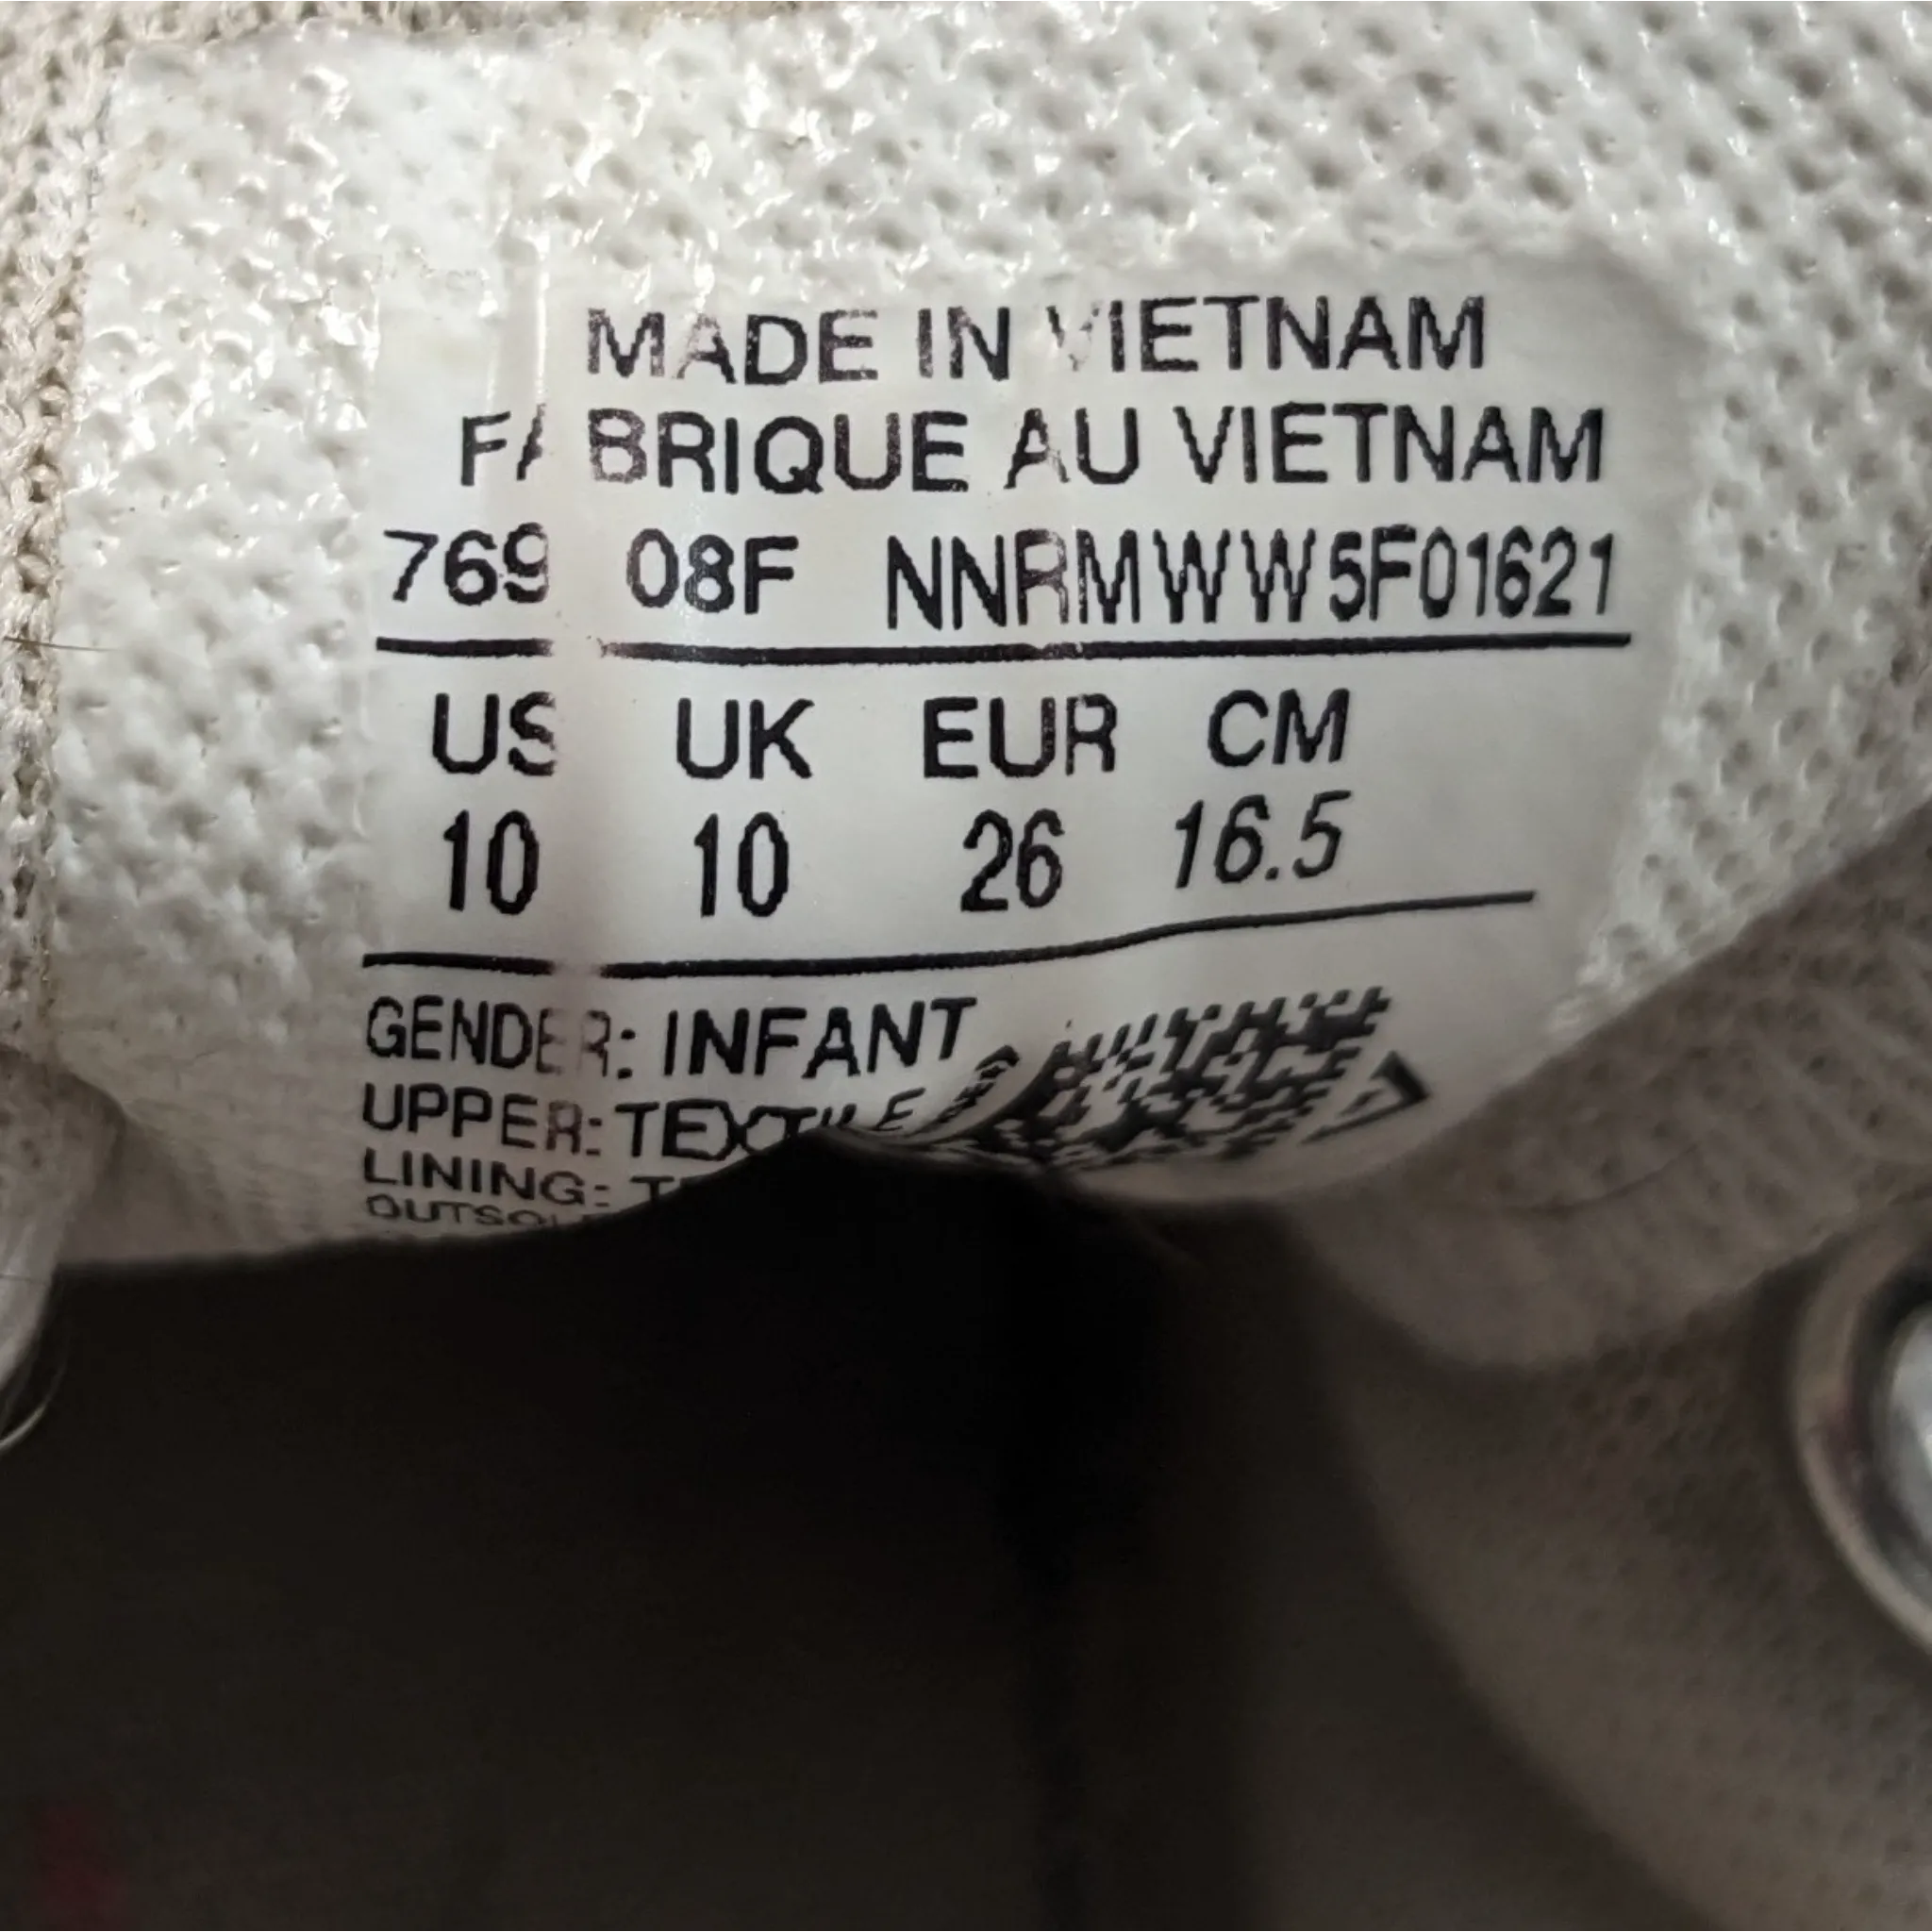 MADE IN VIETNAM
FABRIQUE AU VIETNAM
769 08F NNRMWW5F01621
US UK EUR CM
10 10 26 16.5
GENDER: INFANT
UPPER: TEXTILE
LINING: